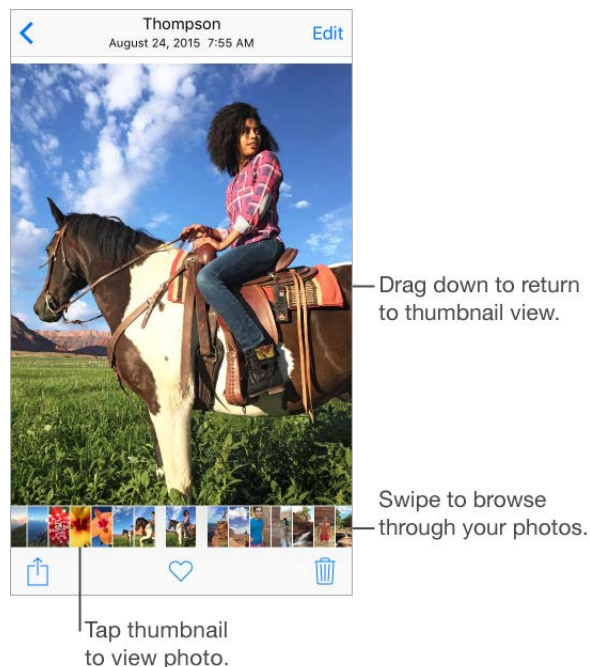 Thompson
August 24, 2015 7:55 AM
Edit
Drag down to return
to thumbnail view.
Swipe to browse
through your photos.
Tap thumbnail
to view photo.